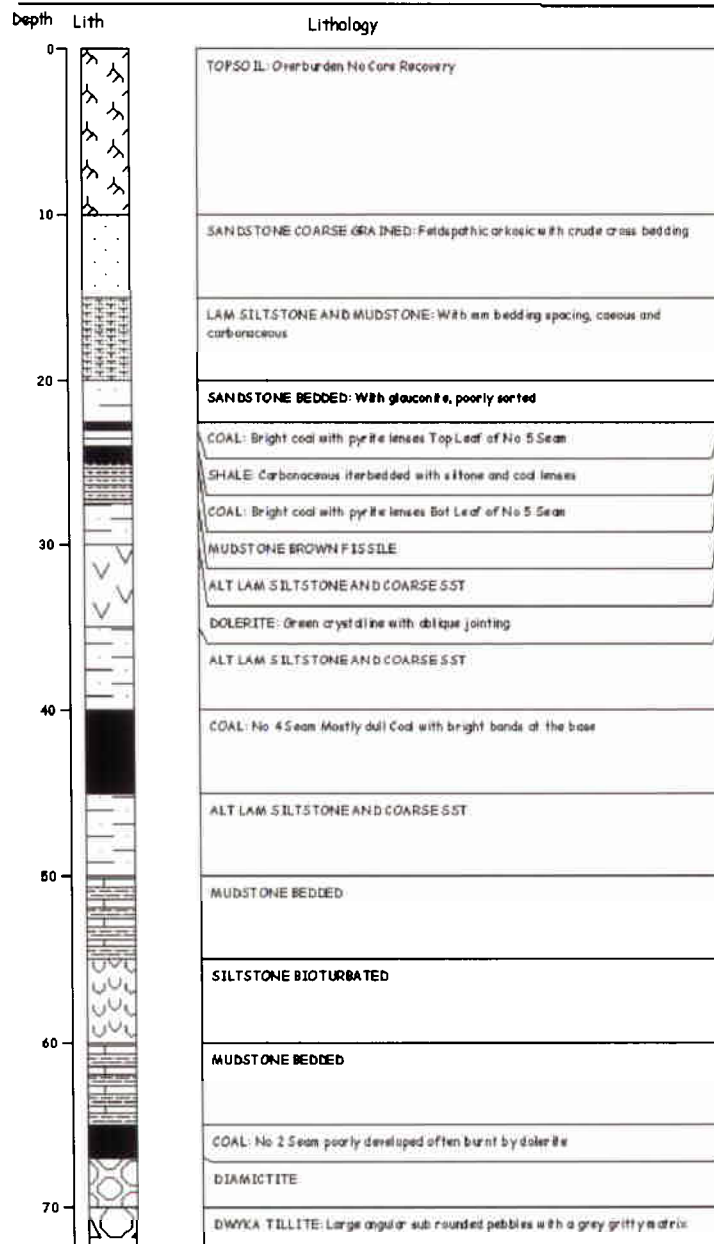 Depth Lith Lithology
0
TOPSOIL: Overburden No Core Recovery
10
SANDSTONE COARSE GRAINED: Feldspathic arkosic with crude cross bedding
LAM SILTSTONE AND MUDSTONE: With mm bedding spacing, coeous and
carbonaceous
20
SANDSTONE BEDDED: With glauconite, poorly sorted
COAL: Bright coal with pyrite lenses Top Leaf of No 5 Seam
SHALE: Carbonaceous iterbedded with siltone and coal lenses
COAL: Bright coal with pyrite lenses Bot Leaf of No 5 Seam
MUDSTONE BROWN FISSILE
30
ALT LAM SILTSTONE AND COARSE SST
DOLERITE: Green crystalline with oblique jointing
ALT LAM SILTSTONE AND COARSE SST
40
COAL: No 4 Seam Mostly dull Coal with bright bands at the base
ALT LAM SILTSTONE AND COARSE SST
50
MUDSTONE BEDDED
SILTSTONE BIOTURBATED
60
MUDSTONE BEDDED
COAL: No 2 Seam poorly developed often burnt by dolerite
DIAMICTITE
70
DWYKA TILLITE: Large angular sub rounded pebbles with a grey gritty matrix